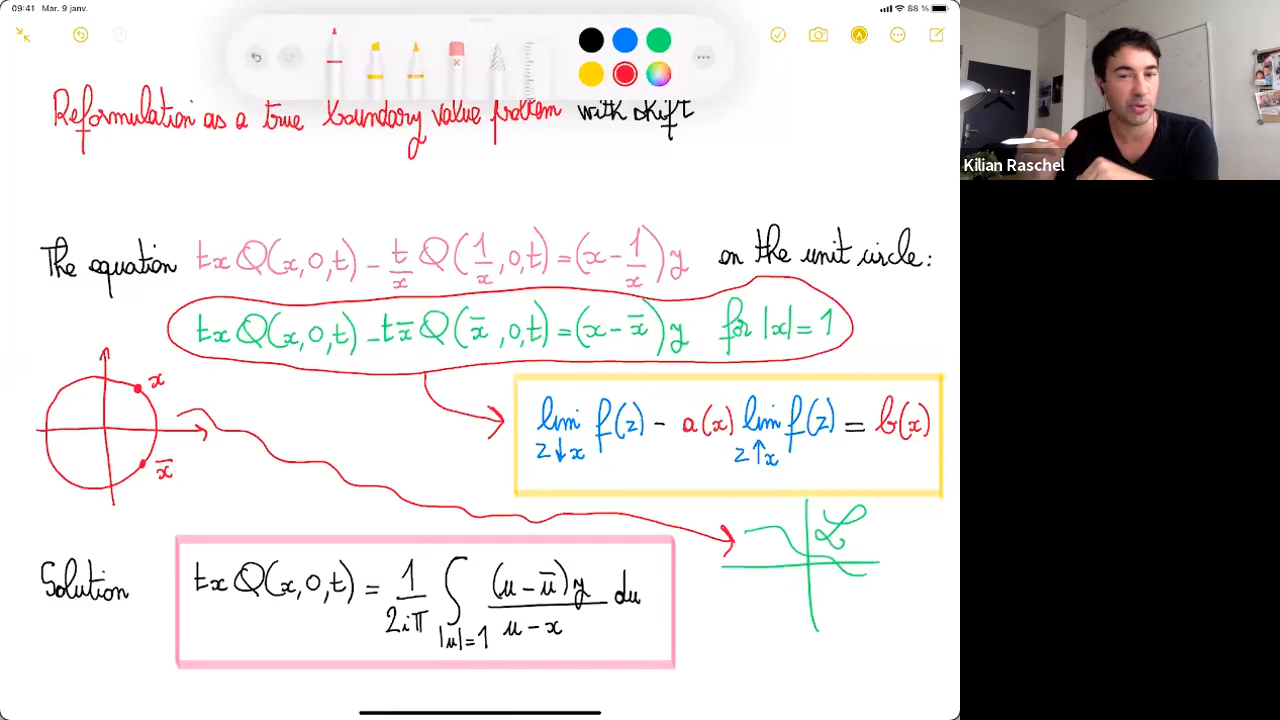 09:41 Mar. 9 janv. 88 %
Kilian Raschel
Reformulation as a true boundary value problem with shift
The equation tx Q(x, 0, t) - t/x Q(1/x, 0, t) = (x - 1/x) y on the unit circle:
tx Q(x, 0, t) - t x̄ Q(x̄, 0, t) = (x - x̄) y for |x| = 1
x
x̄
lim z↓x f(z) - a(x) lim z↑x f(z) = b(x)
ℒ
Solution tx Q(x, 0, t) = 1/2iπ ∫|u|=1 (u - ū) y / u - x du